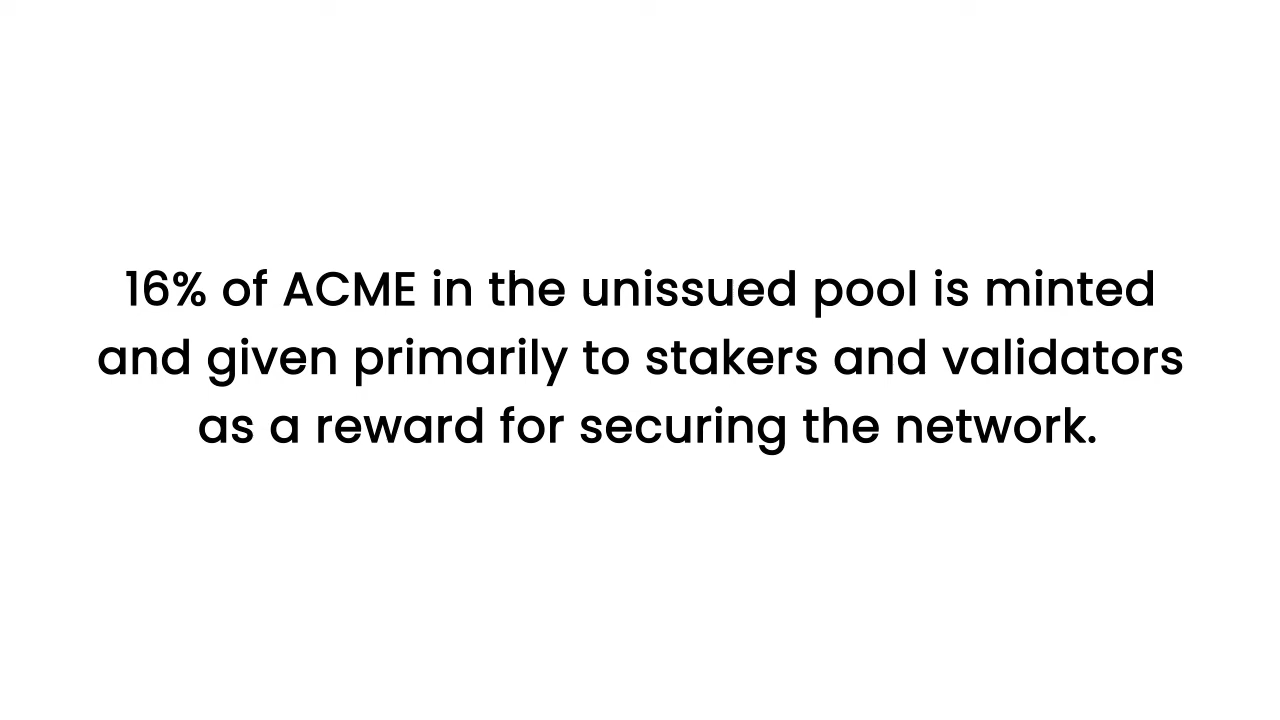 16% of ACME in the unissued pool is minted
and given primarily to stakers and validators
as a reward for securing the network.